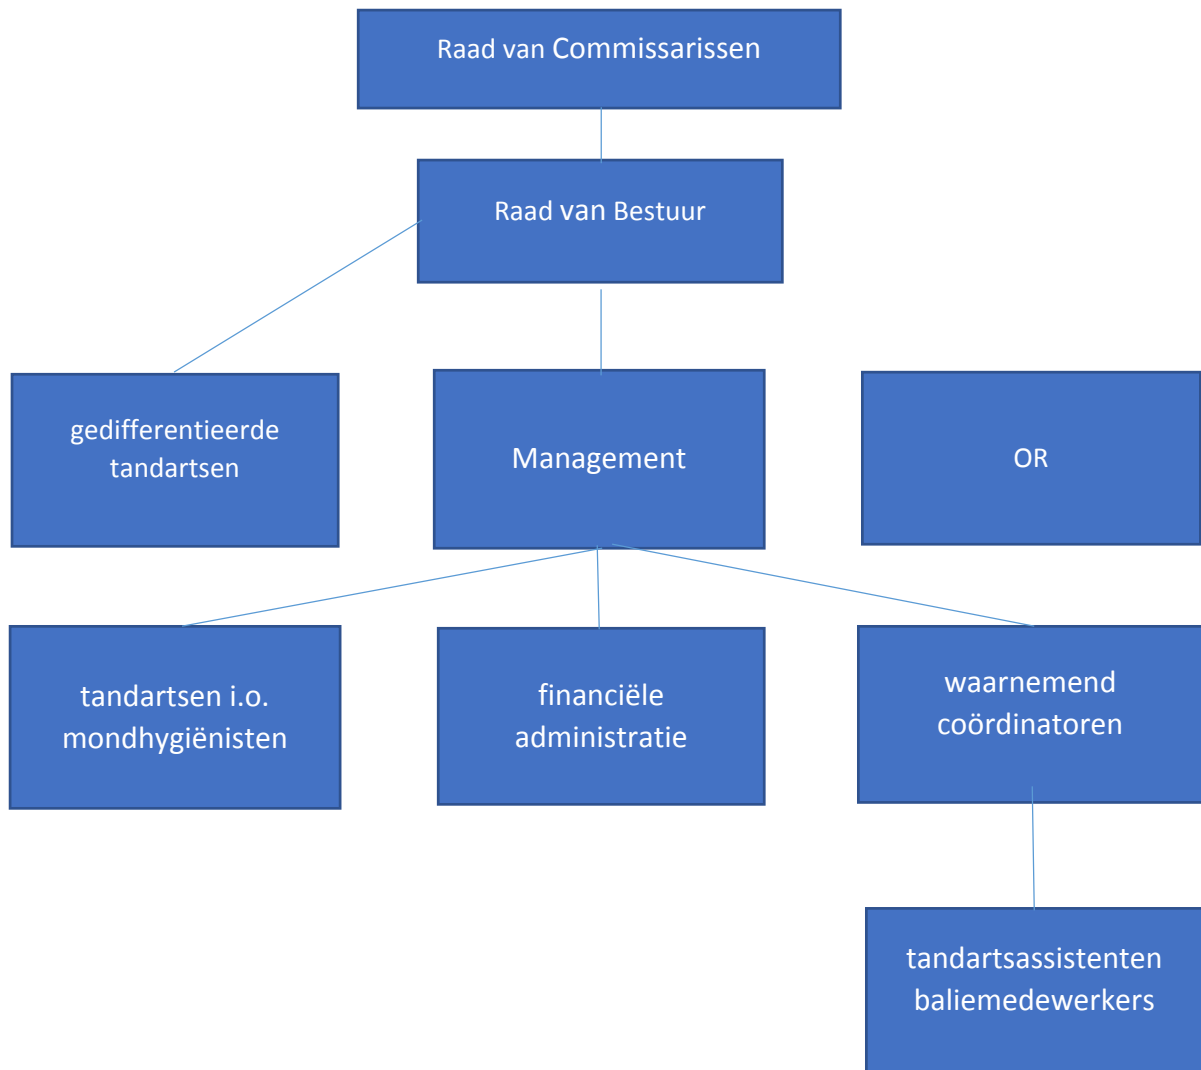 Raad van Commissarissen
Raad van Bestuur
gedifferentieerde
tandartsen
Management
OR
tandartsen i.o.
mondhygiënisten
financiële
administratie
waarnemend
coördinatoren
tandartsassistenten
baliemedewerkers